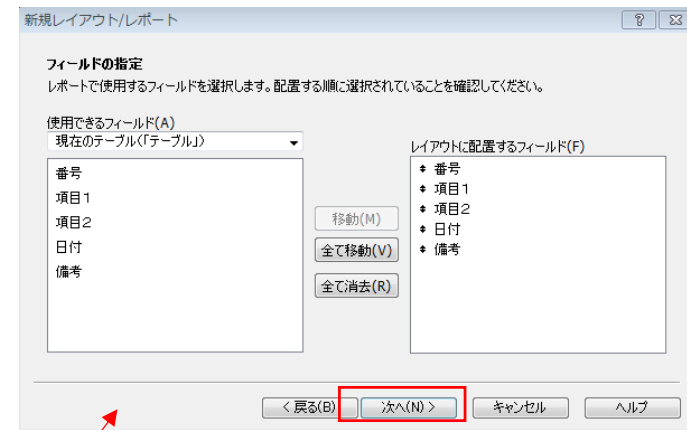 新規レイアウト/レポート
フィールドの指定
レポートで使用するフィールドを選択します。配置する順に選択されていることを確認してください。
使用できるフィールド(A)
現在のテーブル(「テーブル」)
番号
項目1
項目2
日付
備考
移動(M)
全て移動(V)
全て消去(R)
レイアウトに配置するフィールド(F)
番号
項目1
項目2
日付
備考
< 戻る(B)
次へ(N) >
キャンセル
ヘルプ